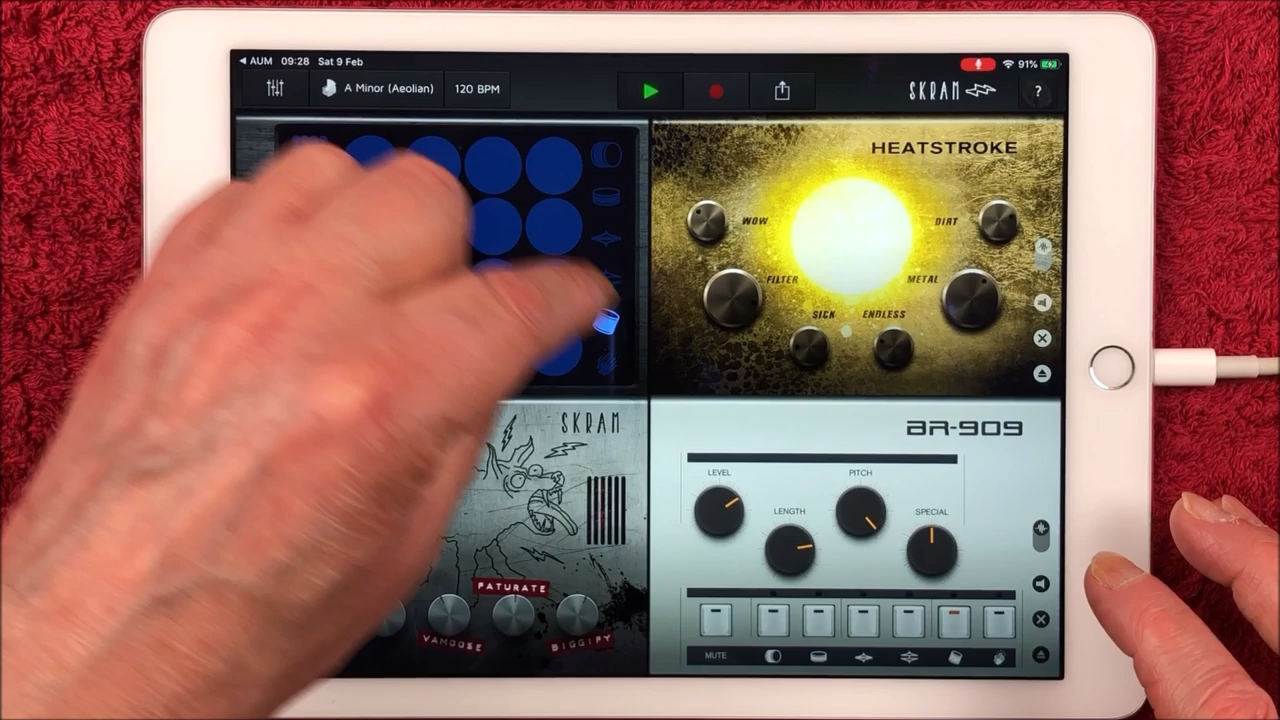 ◀ AUM 09:28 Sat 9 Feb
91%
A Minor (Aeolian)
120 BPM
SKRAM
?
HEATSTROKE
WOW
DIRT
FILTER
METAL
SICK
ENDLESS
SKRAM
FATURATE
VAMOOSE
BIGGIFY
AR-909
LEVEL
PITCH
LENGTH
SPECIAL
MUTE